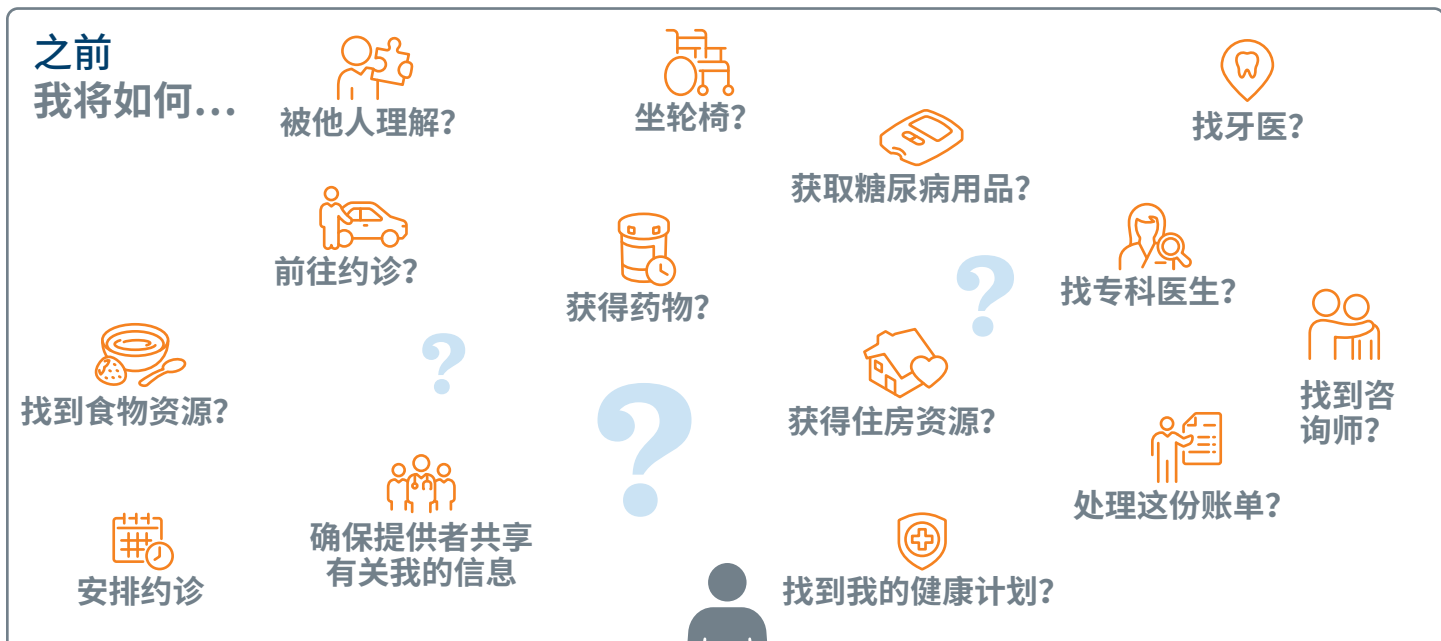 之前
我将如何…
被他人理解？
坐轮椅？
找牙医？
获取糖尿病用品？
前往约诊？
获得药物？
找专科医生？
找到食物资源？
获得住房资源？
找到咨
询师？
处理这份账单？
确保提供者共享
有关我的信息
安排约诊
找到我的健康计划？
?
?
?